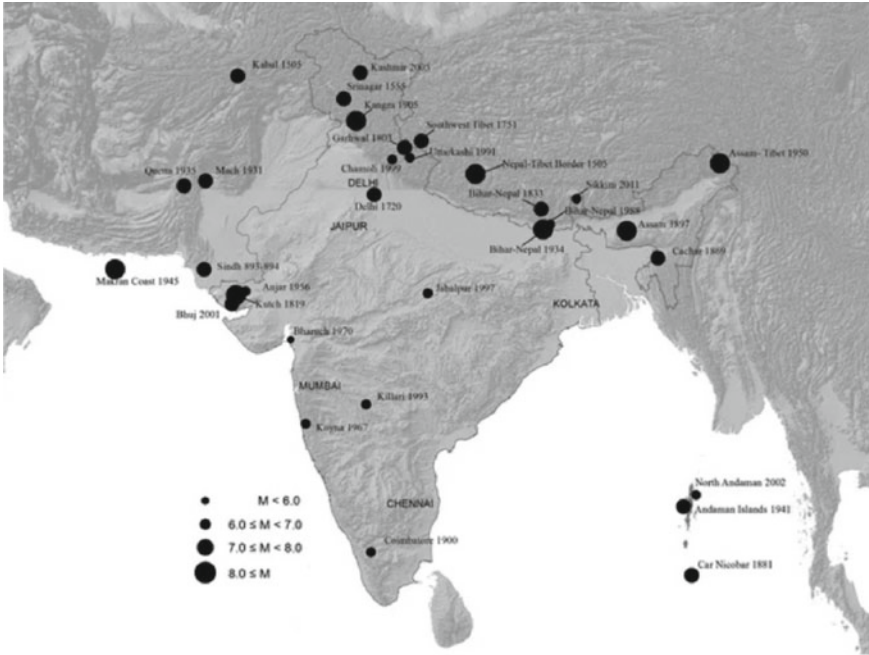 Kabul 1505
Kashmir 2005
Srinagar 1555
Kangra 1905
Southwest Tibet 1751
Garhwal 1803
Uttarkashi 1991
Chamoli 1999
Quetta 1935
Mach 1931
DELHI
Delhi 1720
Nepal-Tibet Border 1505
Assam- Tibet 1950
Sikkim 2011
Bihar-Nepal 1833
Bihar-Nepal 1988
Bihar-Nepal 1934
Assam 1897
JAIPUR
Cachar 1869
Makran Coast 1945
Sindh 893-894
Anjar 1956
Kutch 1819
Bhuj 2001
Jabalpur 1997
KOLKATA
Bharuch 1970
MUMBAI
Killari 1993
Koyna 1967
North Andaman 2002
Andaman Islands 1941
CHENNAI
Coimbatore 1900
Car Nicobar 1881
M < 6.0
6.0 ≤ M < 7.0
7.0 ≤ M < 8.0
8.0 ≤ M